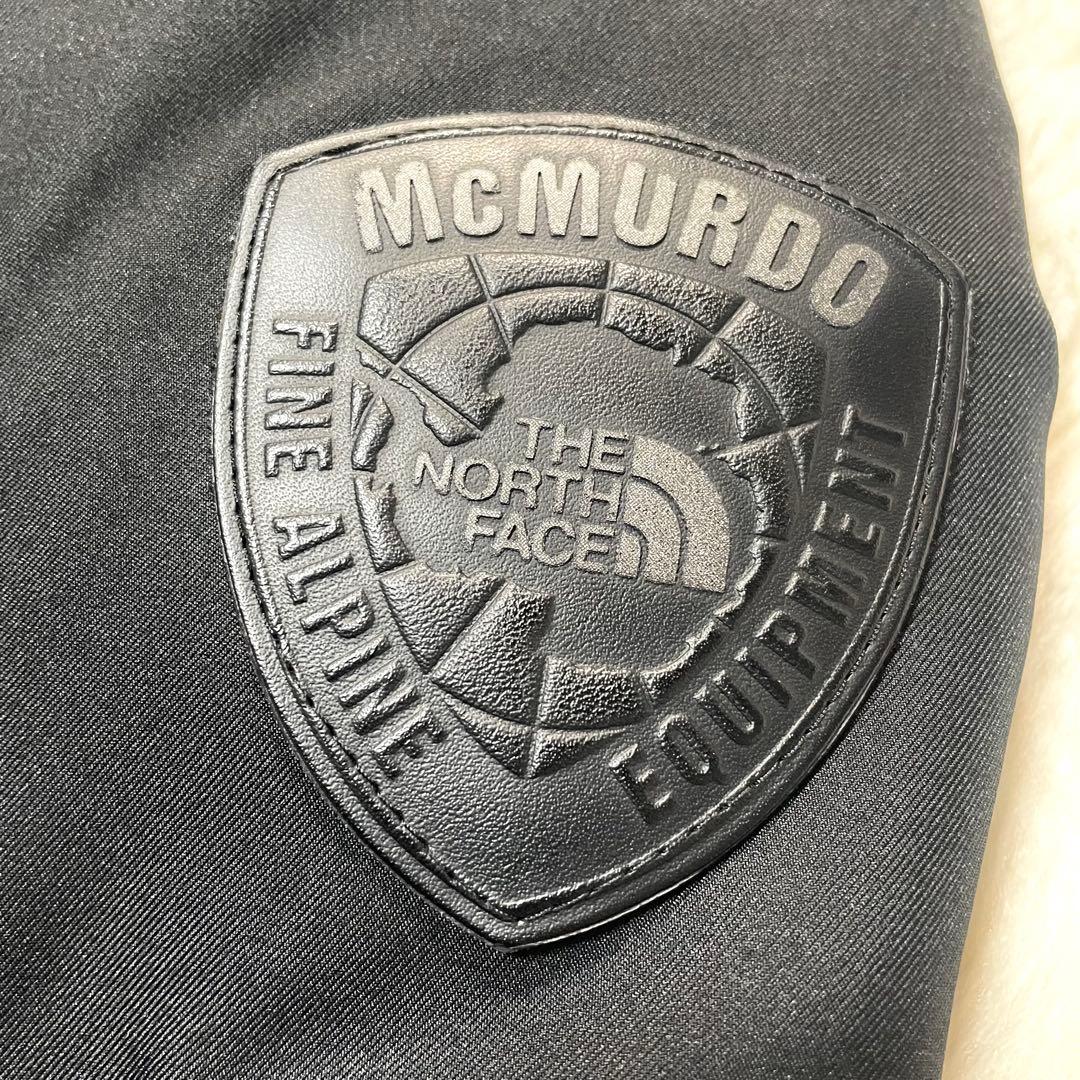 McMURDO
FINE ALPINE
THE
NORTH
FACE
EQUIPMENT